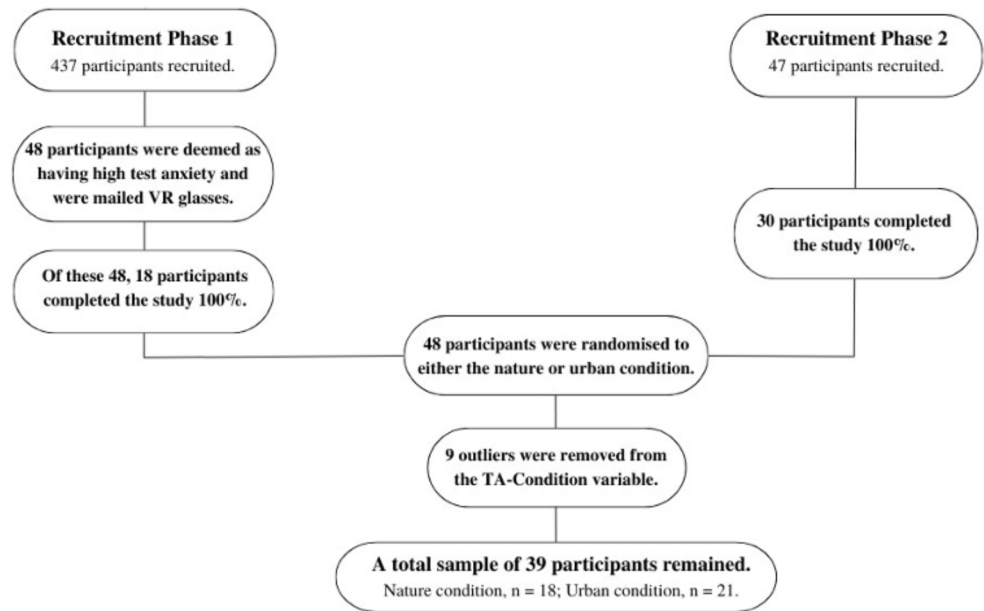 Recruitment Phase 1
437 participants recruited.
48 participants were deemed as
having high test anxiety and
were mailed VR glasses.
Of these 48, 18 participants
completed the study 100%.
Recruitment Phase 2
47 participants recruited.
30 participants completed
the study 100%.
48 participants were randomised to
either the nature or urban condition.
9 outliers were removed from
the TA-Condition variable.
A total sample of 39 participants remained.
Nature condition, n = 18; Urban condition, n = 21.